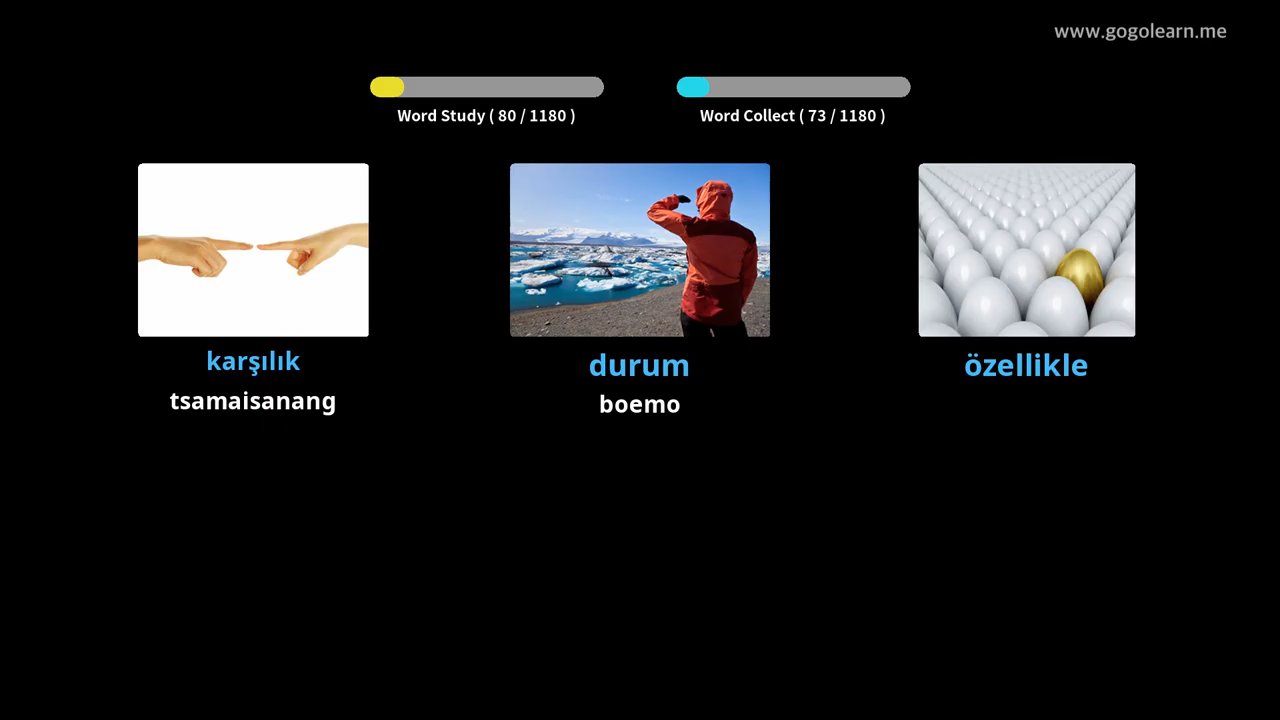 www.gogolearn.me
Word Study ( 80 / 1180 )
Word Collect ( 73 / 1180 )
karşılık
tsamaisanang
durum
boemo
özellikle